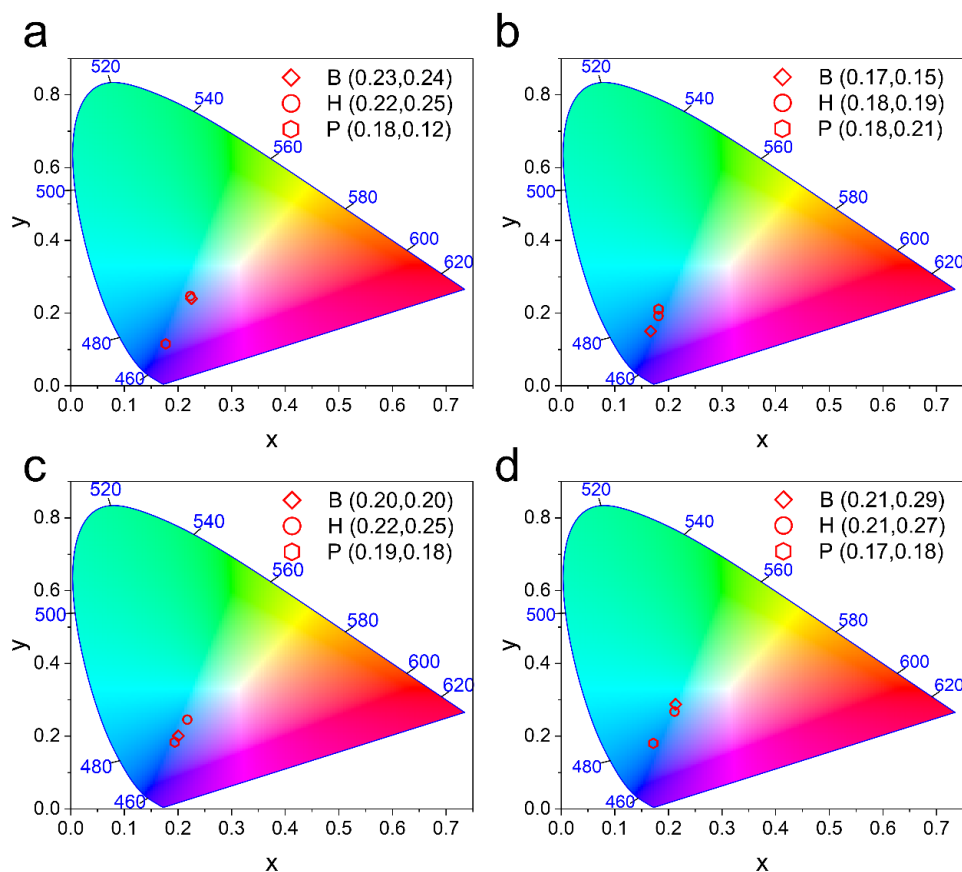 a
520
540
560
580
600
620
500
480
460
B (0.23,0.24)
H (0.22,0.25)
P (0.18,0.12)
0.8
0.6
0.4
0.2
0.0
y
0.0 0.1 0.2 0.3 0.4 0.5 0.6 0.7
x
b
520
540
560
580
600
620
500
480
460
B (0.17,0.15)
H (0.18,0.19)
P (0.18,0.21)
0.8
0.6
0.4
0.2
0.0
y
0.0 0.1 0.2 0.3 0.4 0.5 0.6 0.7
x
c
520
540
560
580
600
620
500
480
460
B (0.20,0.20)
H (0.22,0.25)
P (0.19,0.18)
0.8
0.6
0.4
0.2
0.0
y
0.0 0.1 0.2 0.3 0.4 0.5 0.6 0.7
x
d
520
540
560
580
600
620
500
480
460
B (0.21,0.29)
H (0.21,0.27)
P (0.17,0.18)
0.8
0.6
0.4
0.2
0.0
y
0.0 0.1 0.2 0.3 0.4 0.5 0.6 0.7
x